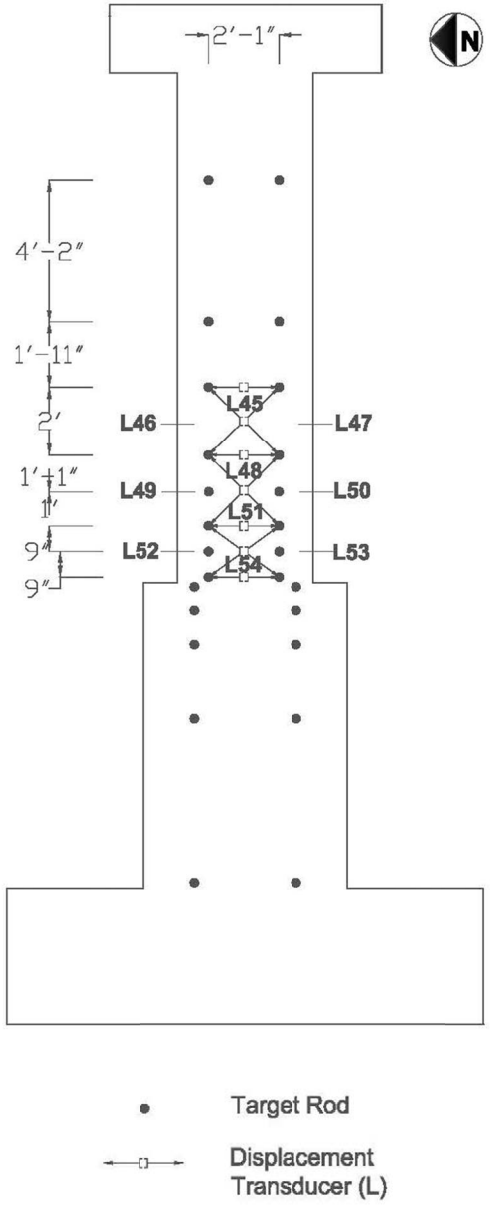 2'-1"
N
4'-2"
1'-11"
L45
L46
L47
2'
L48
1'-1"
L49
L50
1'
L51
9"
L52
L53
L54
9"
Target Rod
Displacement
Transducer (L)